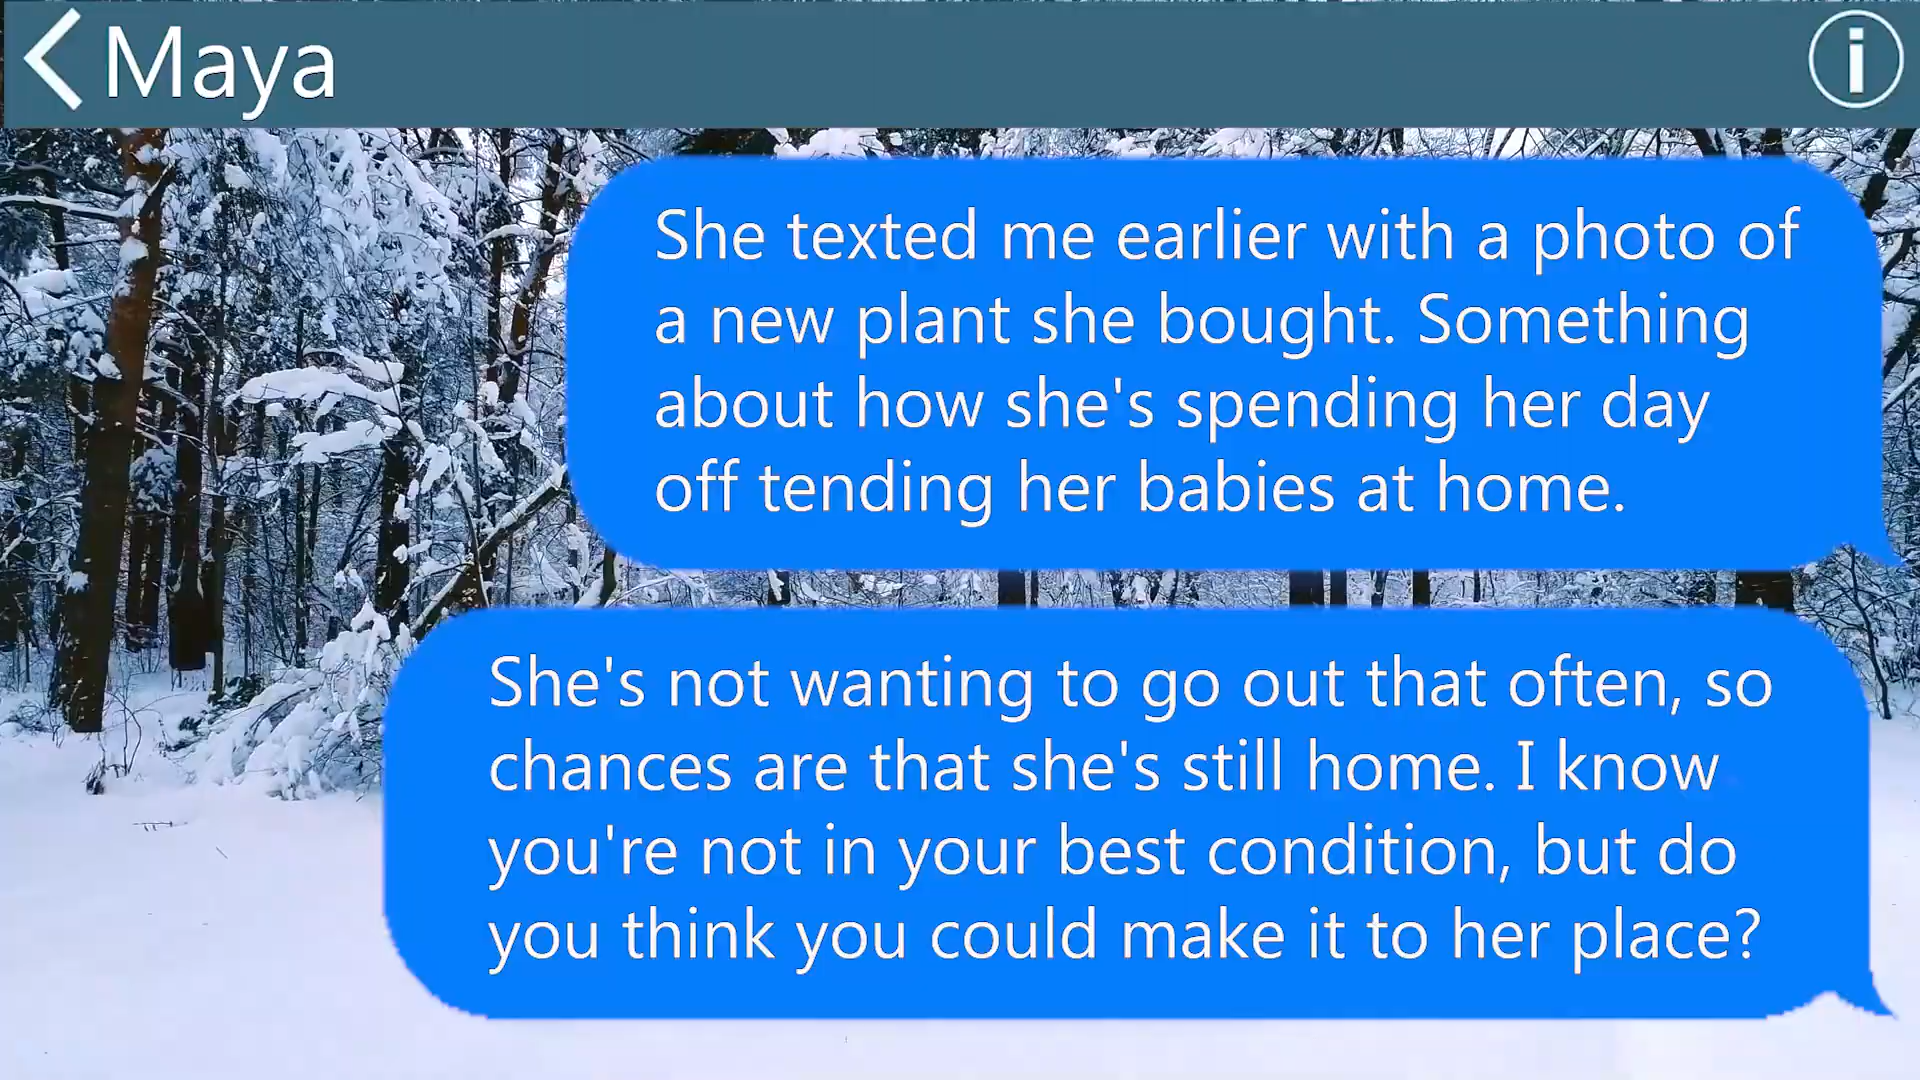 Maya
She texted me earlier with a photo of
a new plant she bought. Something
about how she's spending her day
off tending her babies at home.
She's not wanting to go out that often, so
chances are that she's still home. I know
you're not in your best condition, but do
you think you could make it to her place?